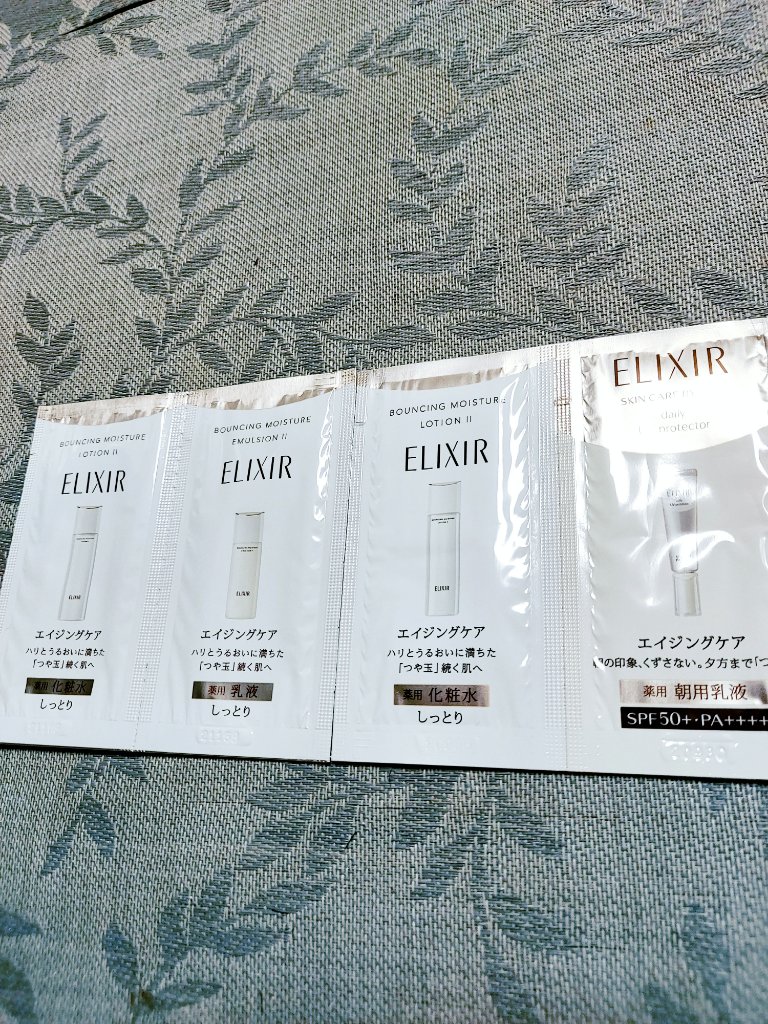 BOUNCING MOISTURE
LOTION II
ELIXIR
エイジングケア
ハリとうるおいに満ちた
「つや玉」続く肌へ
薬用 化粧水
しっとり
BOUNCING MOISTURE
EMULSION II
ELIXIR
ELIXIR
エイジングケア
ハリとうるおいに満ちた
「つや玉」続く肌へ
薬用 乳液
しっとり
BOUNCING MOISTURE
LOTION II
ELIXIR
ELIXIR
エイジングケア
ハリとうるおいに満ちた
「つや玉」続く肌へ
薬用 化粧水
しっとり
ELIXIR
SKIN CARE
daily
protector
ELIXIR
エイジングケア
の印象、くずさない。夕方まで「つ
薬用 朝用乳液
SPF50+・PA++++